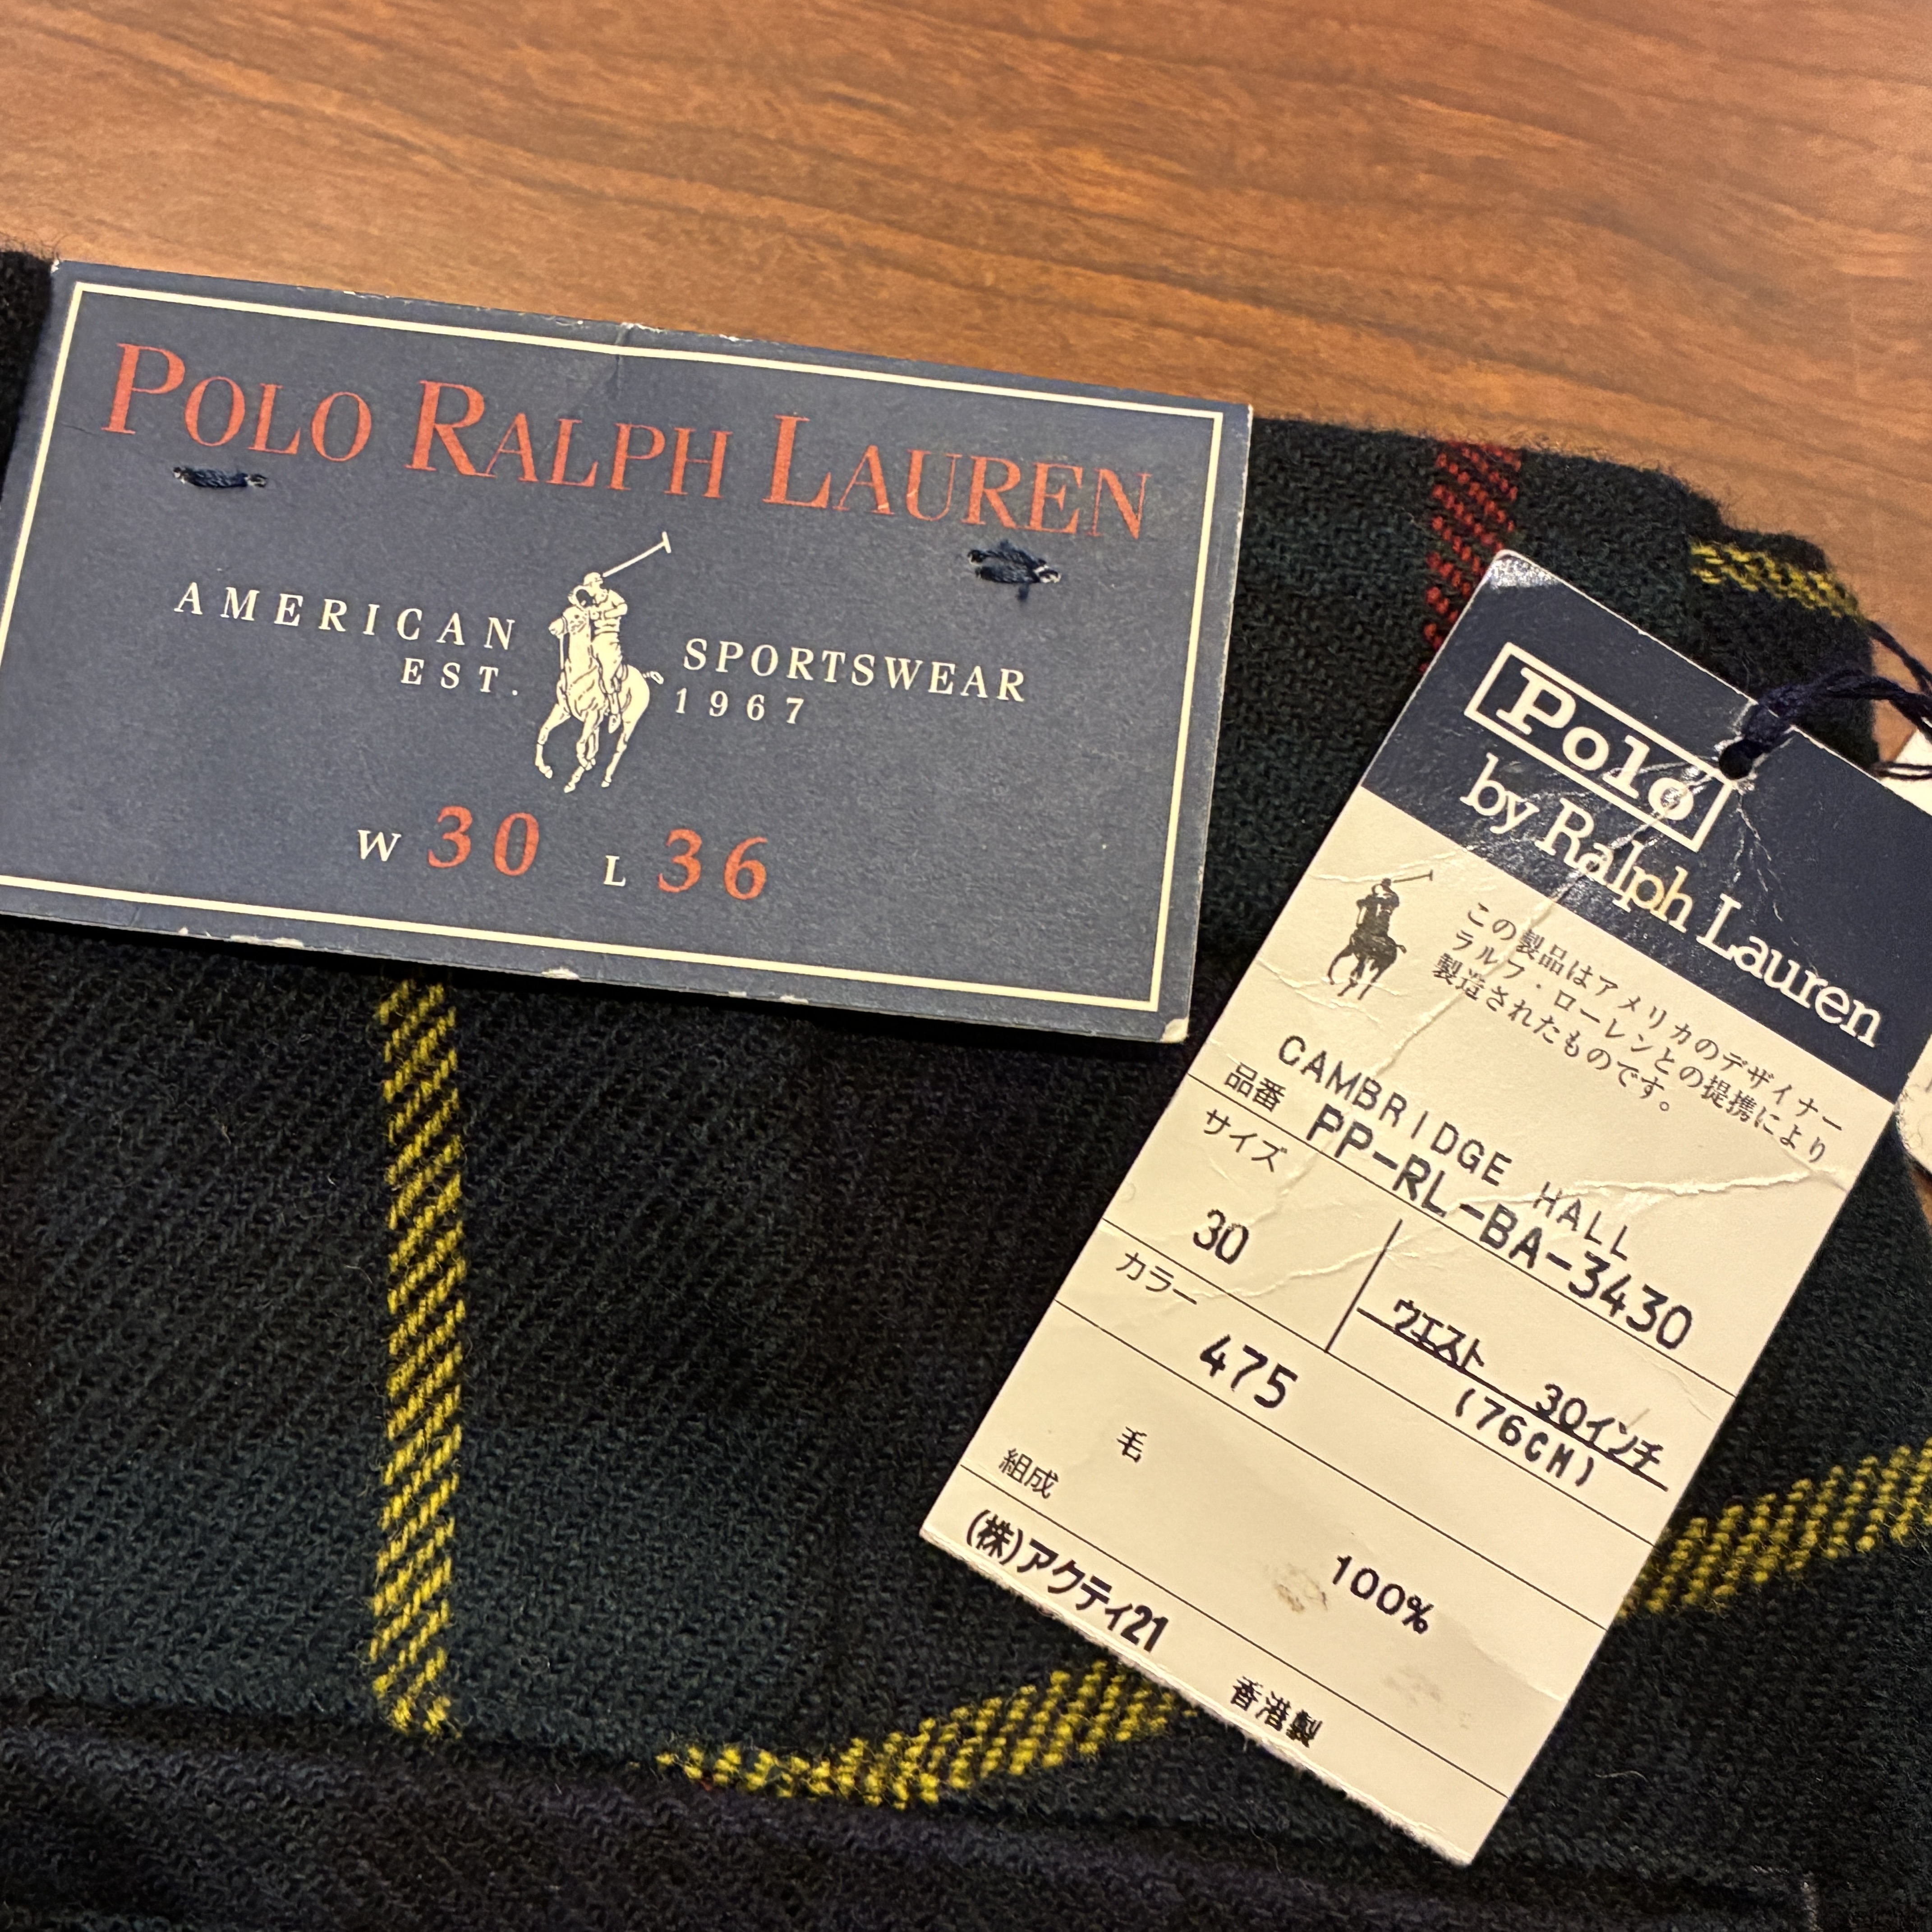 POLO RALPH LAUREN
AMERICAN SPORTSWEAR
EST. 1967
W 30 L 36
Polo
by Ralph Lauren
この製品はアメリカのデザイナー
ラルフ・ローレンとの提携により
製造されたものです。
CAMBRIDGE HALL
品番 PP-RL-BA-3430
サイズ
30
ウエスト 30インチ
(76CM)
カラー
475
毛 100%
組成
(株)アクティ21
香港製